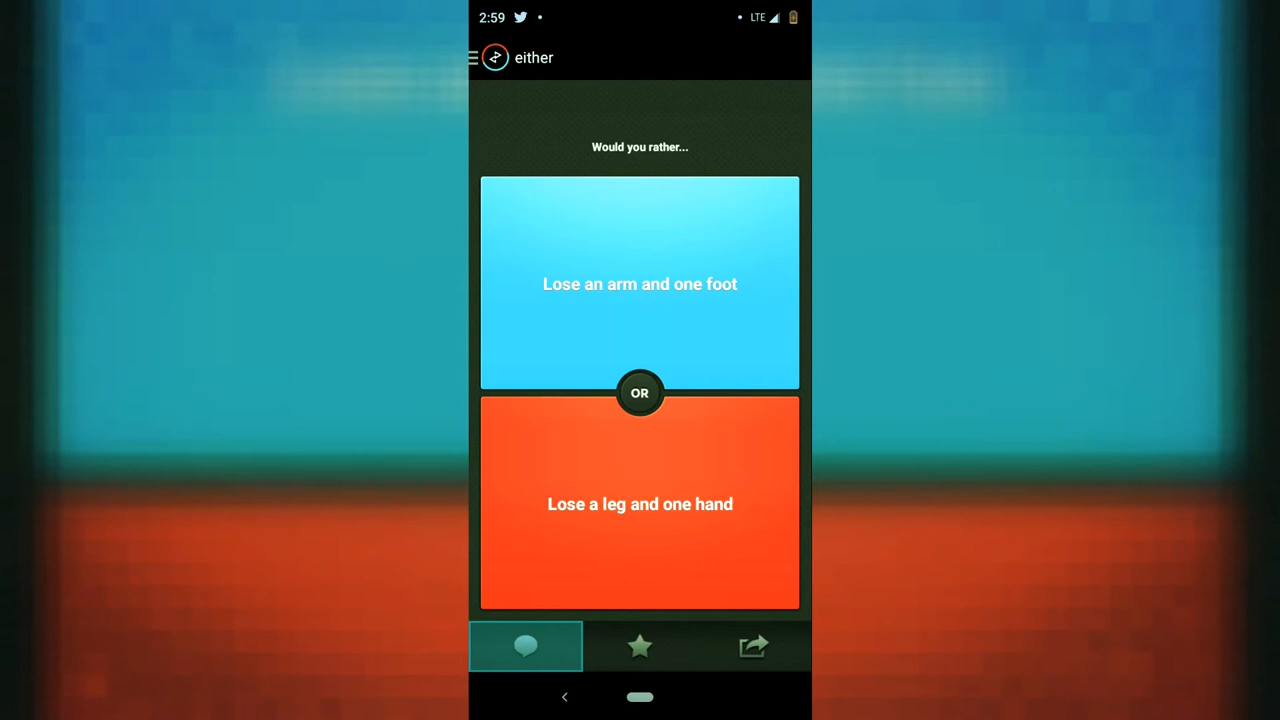 2:59
LTE
either
Would you rather...
Lose an arm and one foot
OR
Lose a leg and one hand